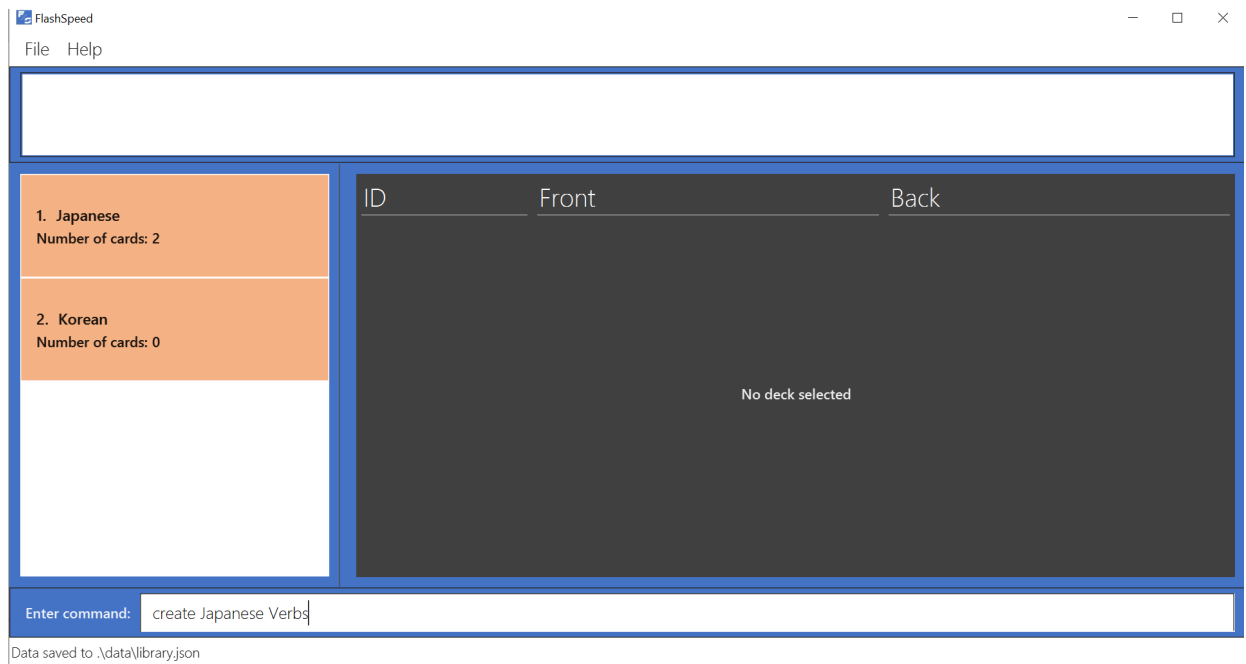 FlashSpeed
File Help
1. Japanese
Number of cards: 2
2. Korean
Number of cards: 0
ID Front Back
No deck selected
Enter command: create Japanese Verbs
Data saved to .\data\library.json